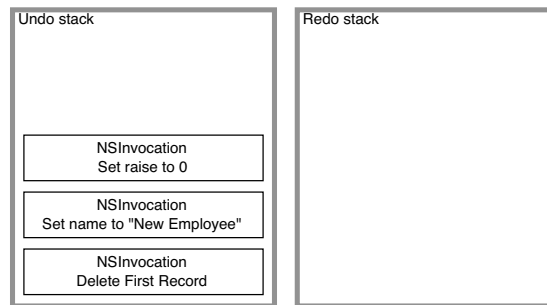 Undo stack
Redo stack
NSInvocation
Set raise to 0
NSInvocation
Set name to "New Employee"
NSInvocation
Delete First Record